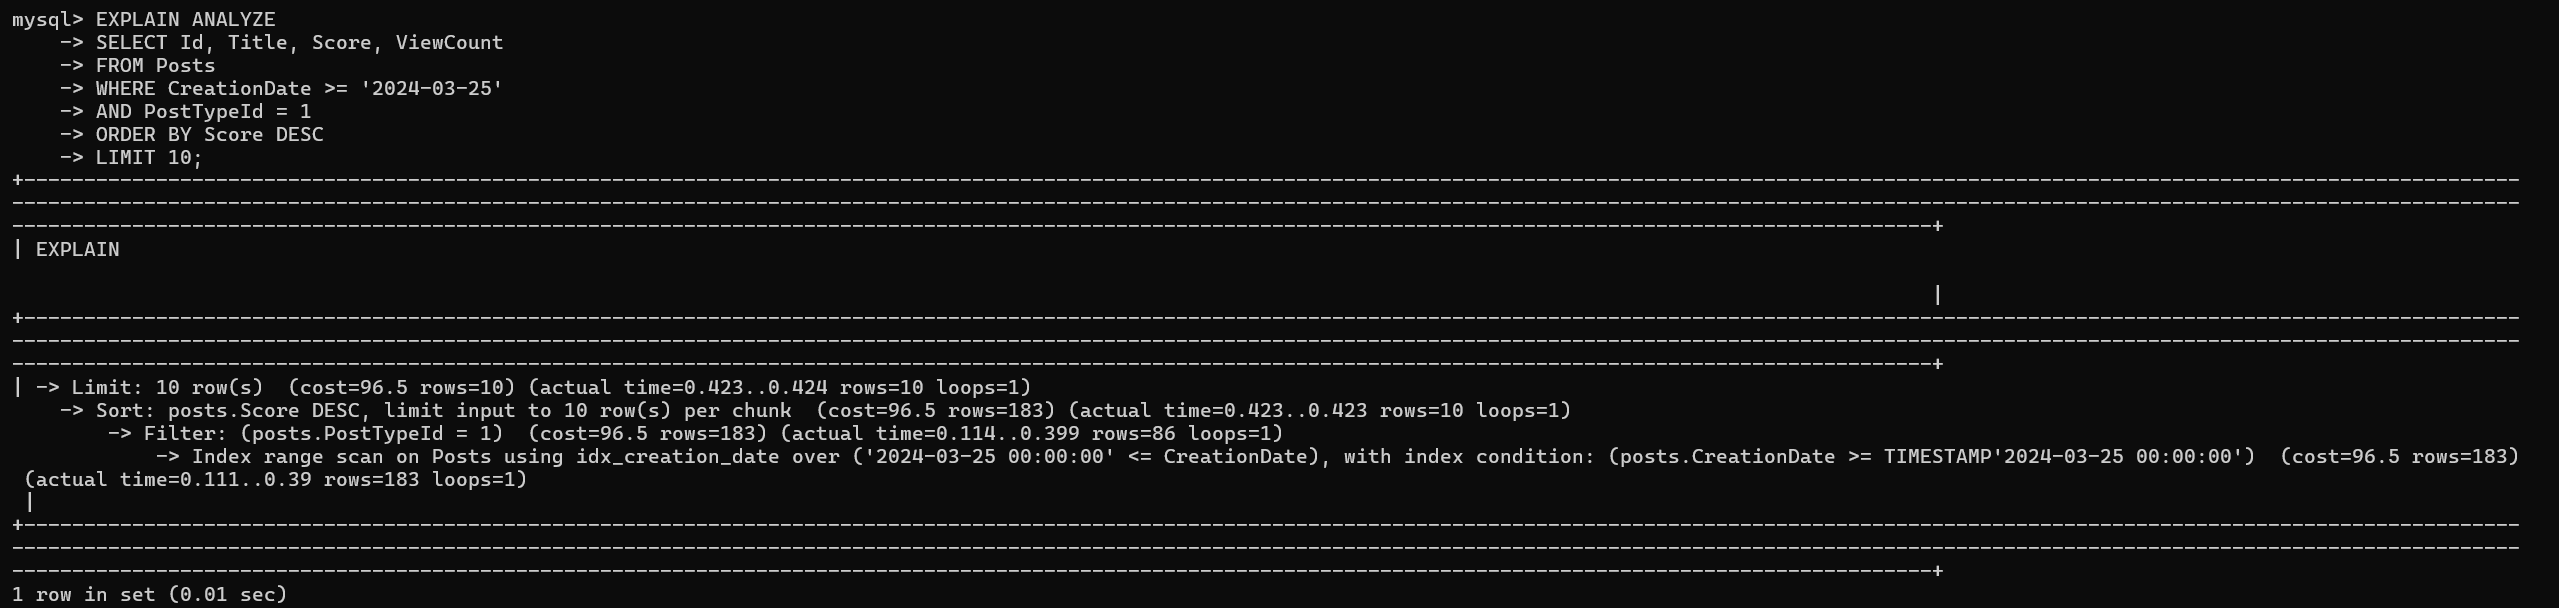 mysql> EXPLAIN ANALYZE
    -> SELECT Id, Title, Score, ViewCount
    -> FROM Posts
    -> WHERE CreationDate >= '2024-03-25'
    -> AND PostTypeId = 1
    -> ORDER BY Score DESC
    -> LIMIT 10;
| EXPLAIN
|
| -> Limit: 10 row(s)  (cost=96.5 rows=10) (actual time=0.423..0.424 rows=10 loops=1)
    -> Sort: posts.Score DESC, limit input to 10 row(s) per chunk  (cost=96.5 rows=183) (actual time=0.423..0.423 rows=10 loops=1)
        -> Filter: (posts.PostTypeId = 1)  (cost=96.5 rows=183) (actual time=0.114..0.399 rows=86 loops=1)
            -> Index range scan on Posts using idx_creation_date over ('2024-03-25 00:00:00' <= CreationDate), with index condition: (posts.CreationDate >= TIMESTAMP'2024-03-25 00:00:00')  (cost=96.5 rows=183)
 (actual time=0.111..0.39 rows=183 loops=1)
 |
1 row in set (0.01 sec)